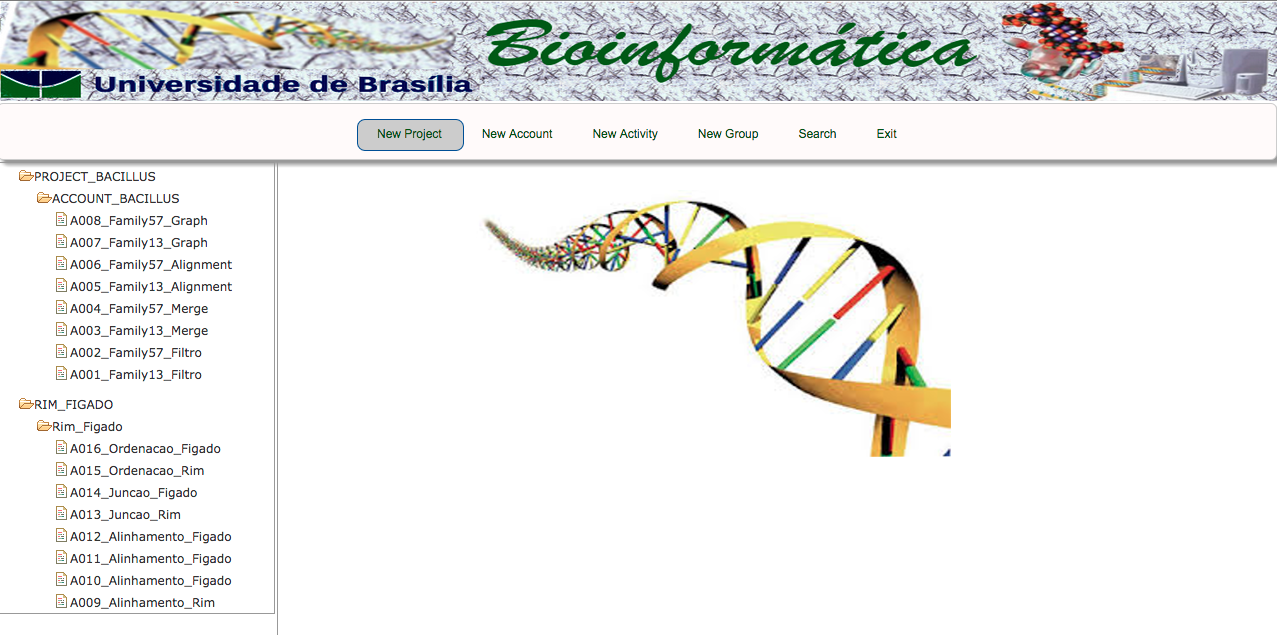 Bioinformática
Universidade de Brasília
New Project New Account New Activity New Group Search Exit
PROJECT_BACILLUS
ACCOUNT_BACILLUS
A008_Family57_Graph
A007_Family13_Graph
A006_Family57_Alignment
A005_Family13_Alignment
A004_Family57_Merge
A003_Family13_Merge
A002_Family57_Filtro
A001_Family13_Filtro
RIM_FIGADO
Rim_Figado
A016_Ordenacao_Figado
A015_Ordenacao_Rim
A014_Juncao_Figado
A013_Juncao_Rim
A012_Alinhamento_Figado
A011_Alinhamento_Figado
A010_Alinhamento_Figado
A009_Alinhamento_Rim